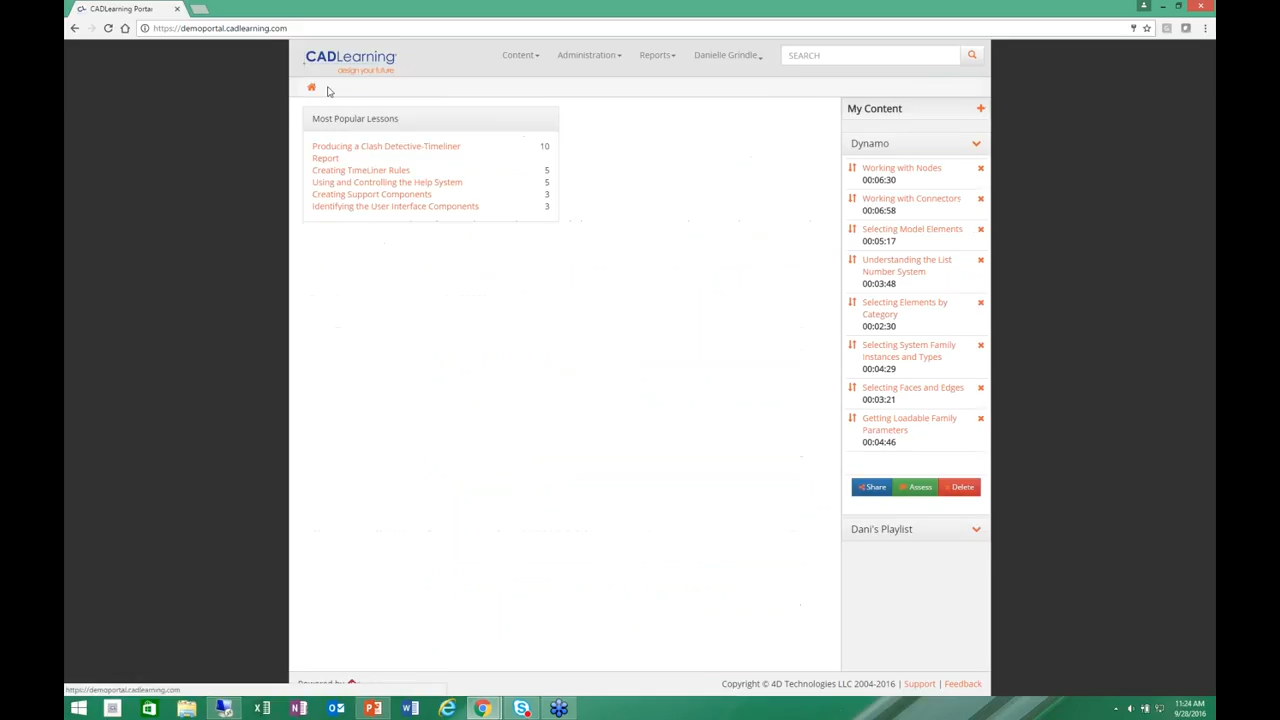 CADLearning Portal
https://demoportal.cadlearning.com
CADLearning
design your future
Content
Administration
Reports
Danielle Grindle
SEARCH
Most Popular Lessons
Producing a Clash Detective-Timeliner 10
Report
Creating TimeLiner Rules 5
Using and Controlling the Help System 5
Creating Support Components 3
Identifying the User Interface Components 3
My Content
Dynamo
Working with Nodes
00:06:30
Working with Connectors
00:06:58
Selecting Model Elements
00:05:17
Understanding the List
Number System
00:03:48
Selecting Elements by
Category
00:02:30
Selecting System Family
Instances and Types
00:04:29
Selecting Faces and Edges
00:03:21
Getting Loadable Family
Parameters
00:04:46
Share
Assess
Delete
Dani's Playlist
Powered by
Copyright © 4D Technologies LLC 2004-2016 | Support | Feedback
https://demoportal.cadlearning.com
11:24 AM
9/28/2016